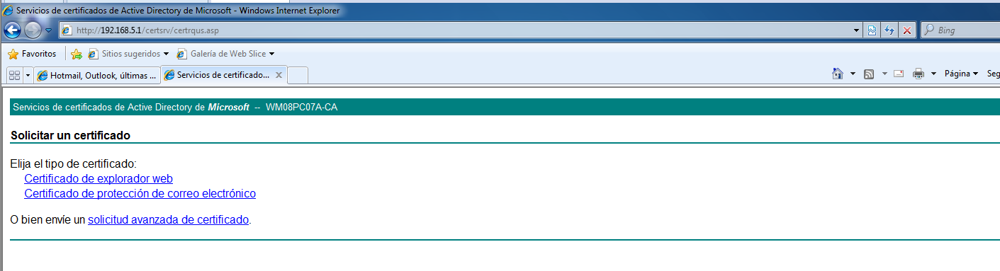 Servicios de certificados de Active Directory de Microsoft - Windows Internet Explorer
http://192.168.5.1/certsrv/certrqus.asp
Bing
Favoritos
Sitios sugeridos
Galería de Web Slice
Hotmail, Outlook, últimas ...
Servicios de certificado...
Página
Seg
Servicios de certificados de Active Directory de Microsoft -- WM08PC07A-CA
Solicitar un certificado
Elija el tipo de certificado:
Certificado de explorador web
Certificado de protección de correo electrónico
O bien envíe un solicitud avanzada de certificado.